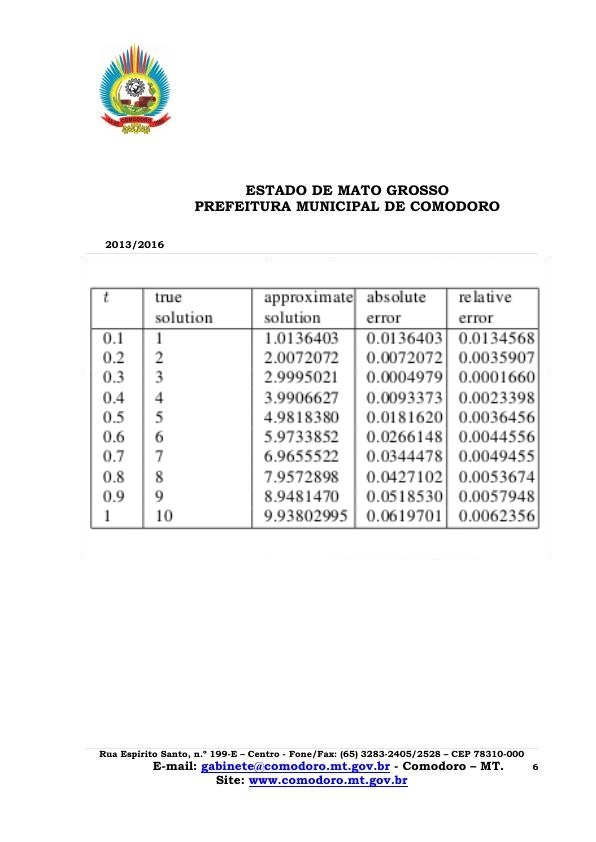 COMODORO
ESTADO DE MATO GROSSO
PREFEITURA MUNICIPAL DE COMODORO
2013/2016
t true approximate absolute relative
solution solution error error
0.1 1 1.0136403 0.0136403 0.0134568
0.2 2 2.0072072 0.0072072 0.0035907
0.3 3 2.9995021 0.0004979 0.0001660
0.4 4 3.9906627 0.0093373 0.0023398
0.5 5 4.9818380 0.0181620 0.0036456
0.6 6 5.9733852 0.0266148 0.0044556
0.7 7 6.9655522 0.0344478 0.0049455
0.8 8 7.9572898 0.0427102 0.0053674
0.9 9 8.9481470 0.0518530 0.0057948
1 10 9.93802995 0.0619701 0.0062356
Rua Espírito Santo, n.º 199-E – Centro - Fone/Fax: (65) 3283-2405/2528 – CEP 78310-000
E-mail: gabinete@comodoro.mt.gov.br - Comodoro – MT. 6
Site: www.comodoro.mt.gov.br